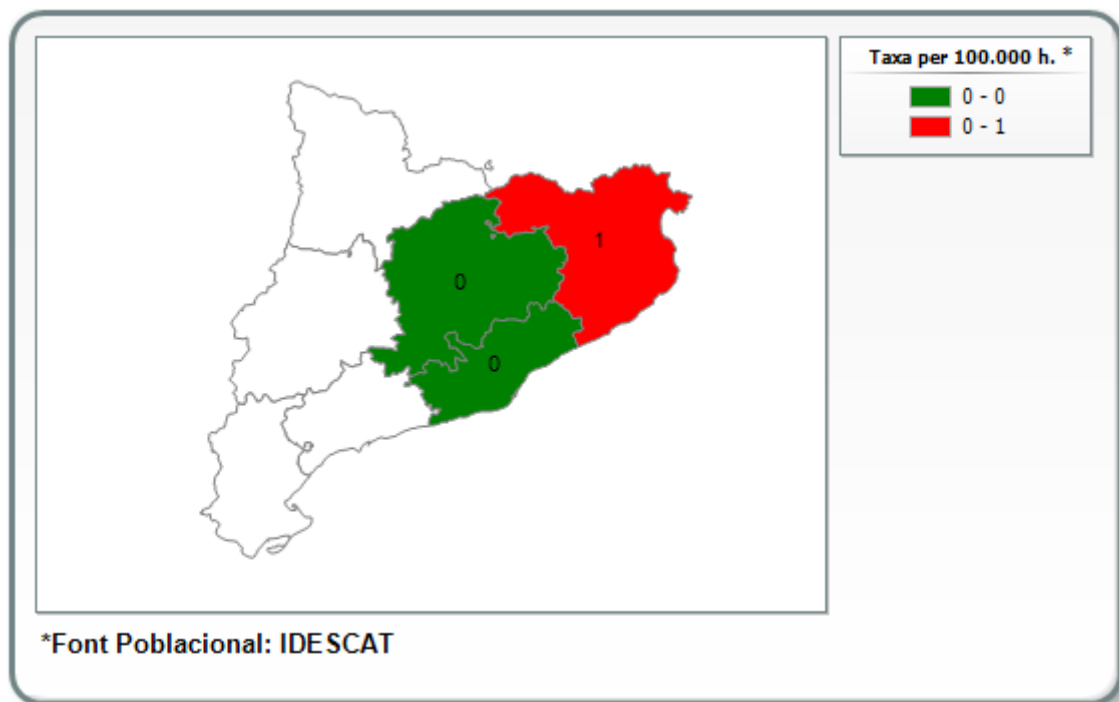 Taxa per 100.000 h. *
0 - 0
0 - 1
1
0
0
*Font Poblacional: IDESCAT